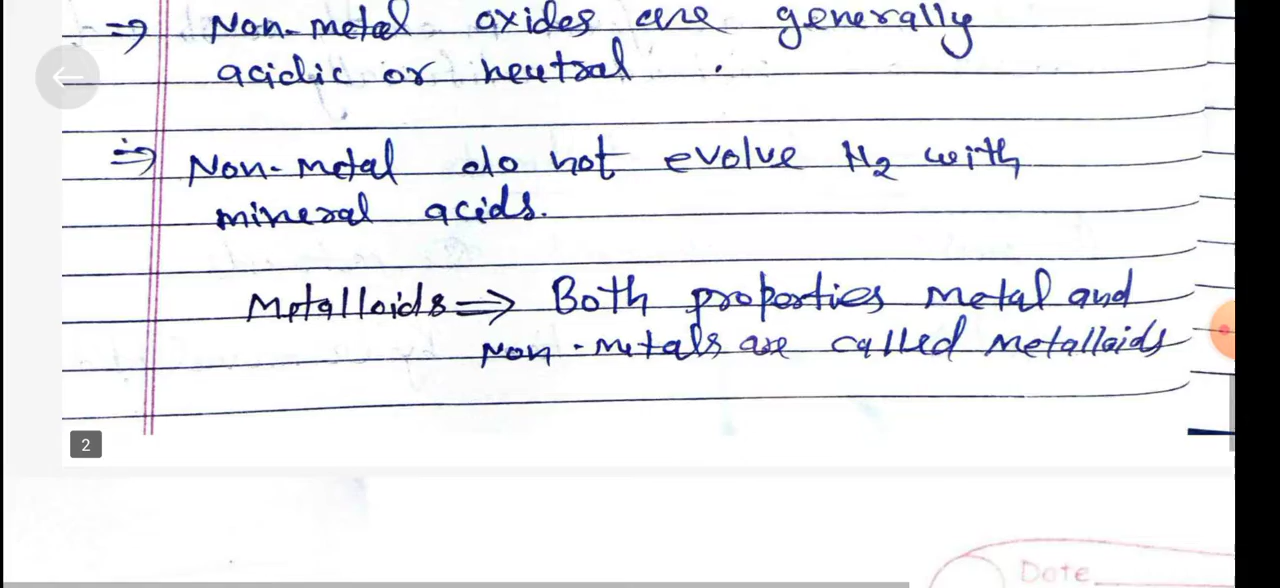 ⇒ Non-metal oxides are generally
acidic or neutral .
⇒ Non-metal do not evolve H2 with
mineral acids.
Metalloids ⇒ Both properties metal and
Non-metals are called metalloids
2
Date